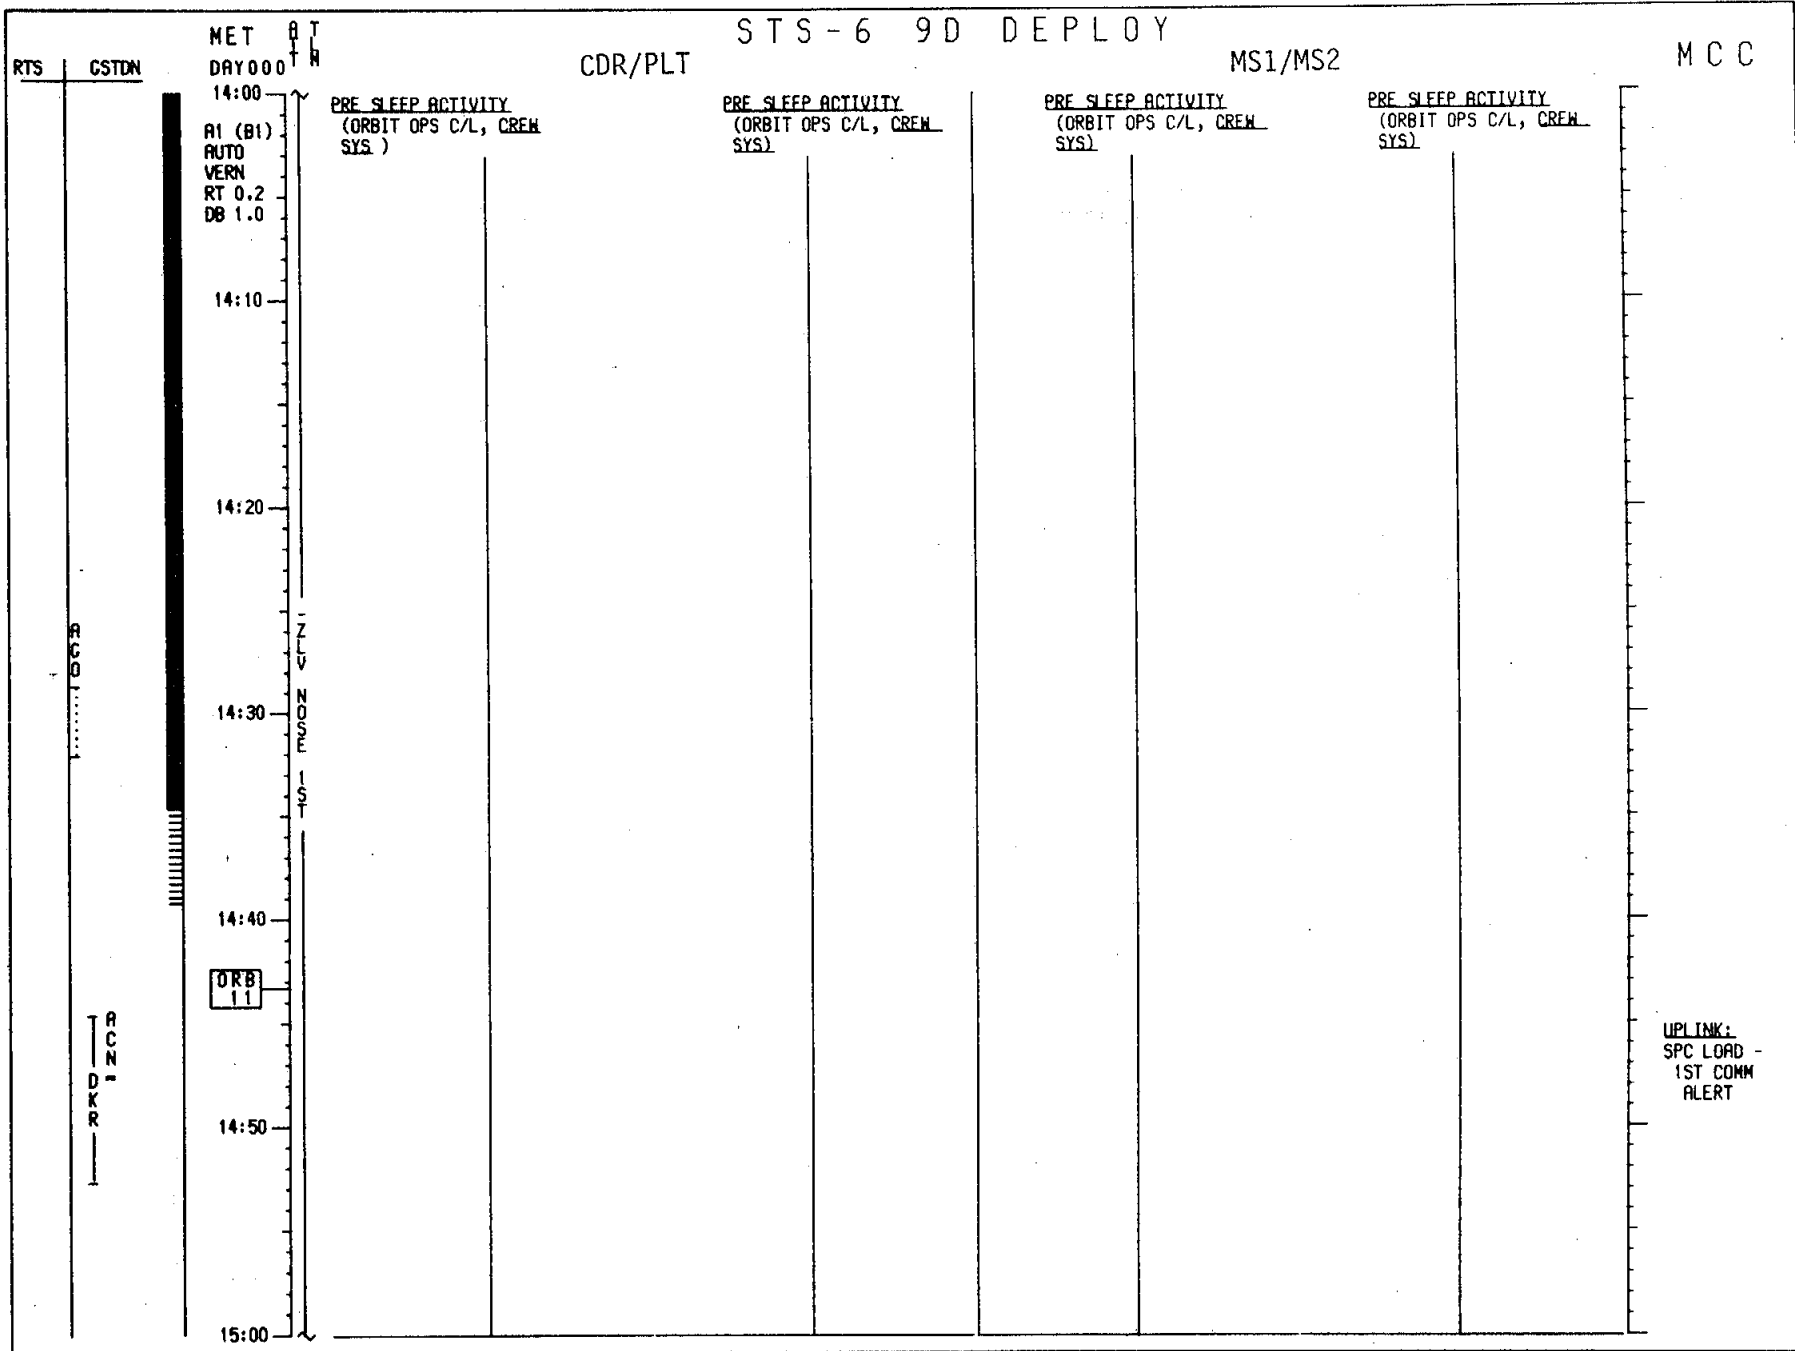 STS-6 9D DEPLOY
MET
ATT
DAY000
RTS GSTDN
CDR/PLT
MS1/MS2
MCC
14:00
A1 (B1)
AUTO
VERN
RT 0.2
DB 1.0
PRE SLEEP ACTIVITY
(ORBIT OPS C/L, CREW
SYS )
PRE SLEEP ACTIVITY
(ORBIT OPS C/L, CREW
SYS)
PRE SLEEP ACTIVITY
(ORBIT OPS C/L, CREW
SYS)
PRE SLEEP ACTIVITY
(ORBIT OPS C/L, CREW
SYS)
14:10
14:20
AGO
-ZLV NOSE 1ST
14:30
14:40
ORB
11
ACN
DKR
14:50
UPLINK:
SPC LOAD -
1ST COMM
ALERT
15:00